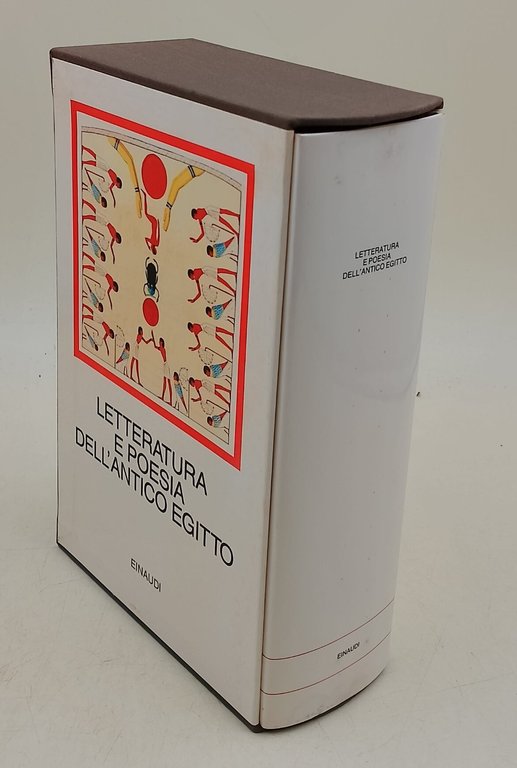 LETTERATURA
E POESIA
DELL'ANTICO EGITTO
EINAUDI
LETTERATURA
E POESIA
DELL'ANTICO EGITTO
EINAUDI